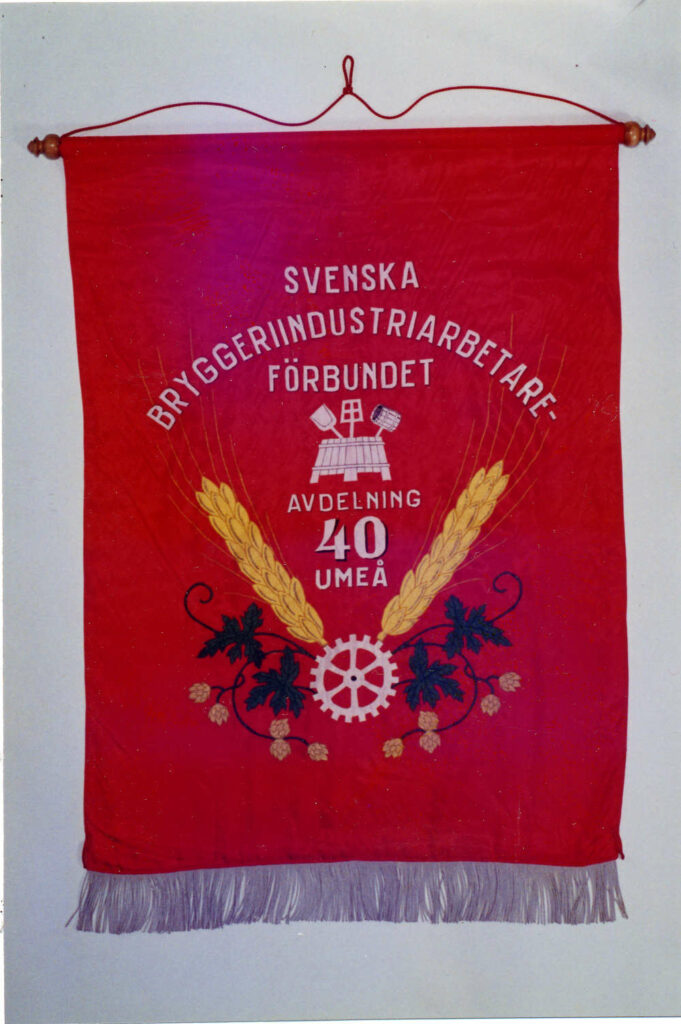 SVENSKA
BRYGGERIINDUSTRIARBETARE-
FÖRBUNDET
AVDELNING
40
UMEÅ